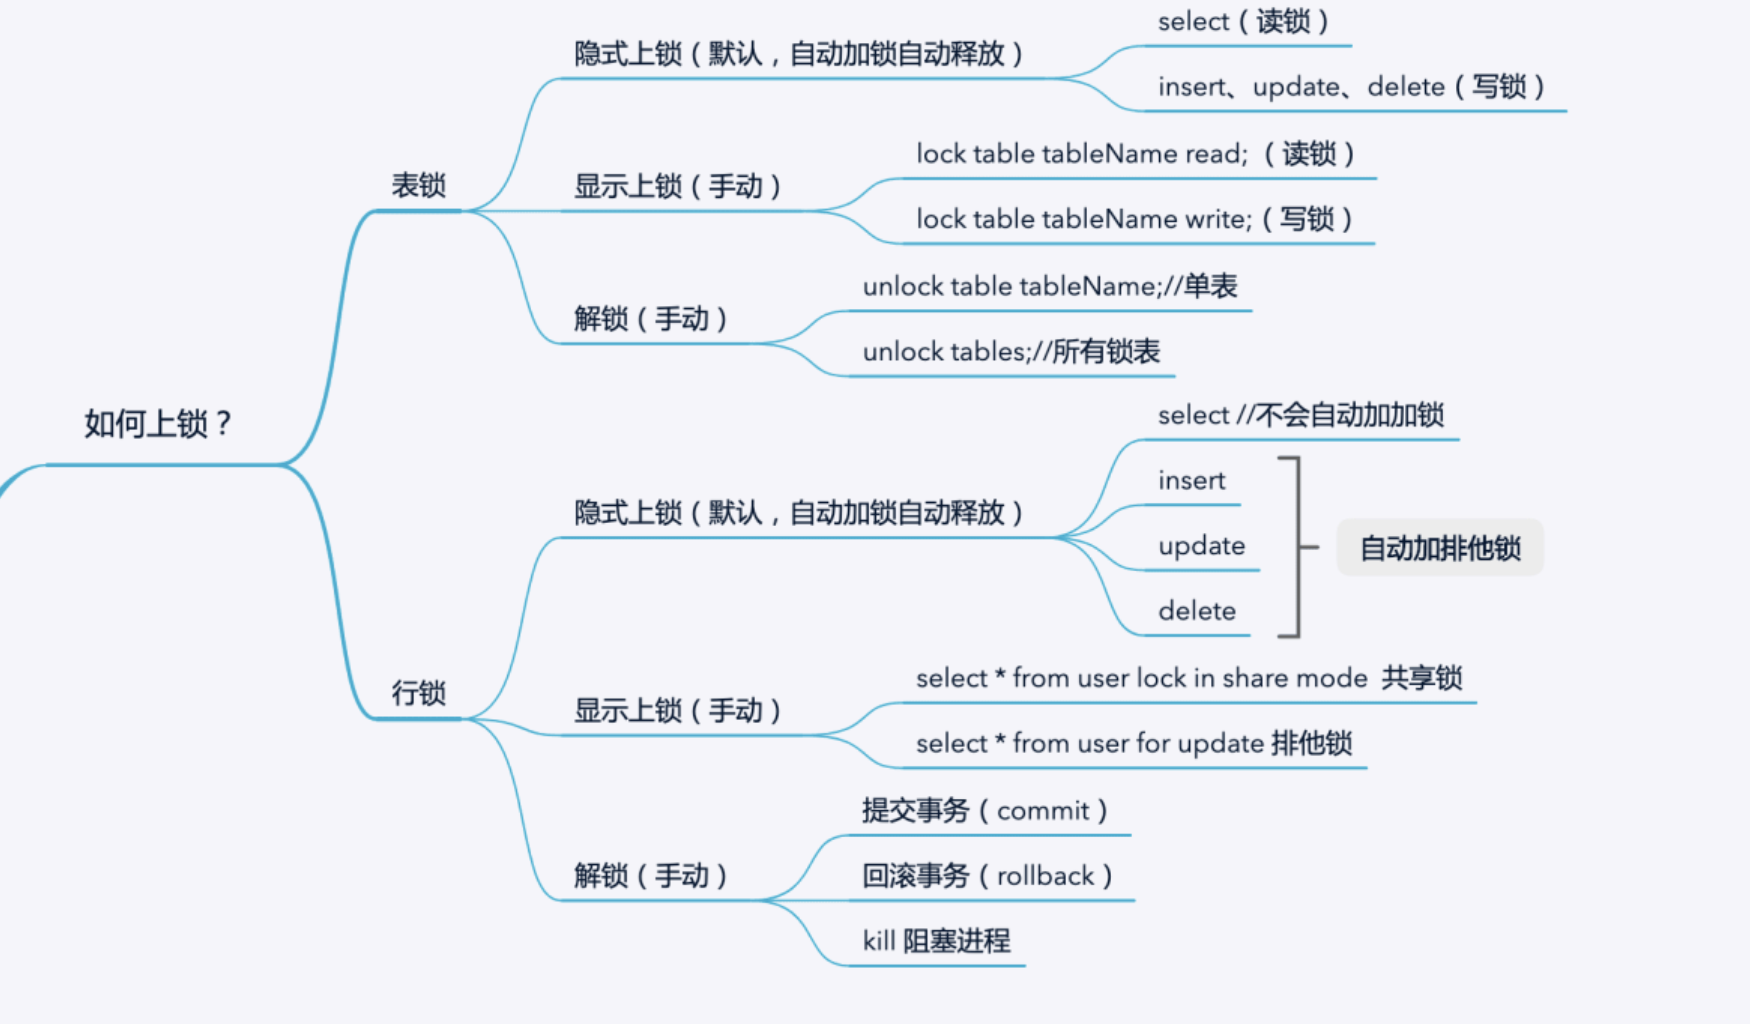 如何上锁？
表锁
隐式上锁（默认，自动加锁自动释放）
select（读锁）
insert、update、delete（写锁）
显示上锁（手动）
lock table tableName read;（读锁）
lock table tableName write;（写锁）
解锁（手动）
unlock table tableName;//单表
unlock tables;//所有锁表
行锁
隐式上锁（默认，自动加锁自动释放）
select //不会自动加加锁
insert
update
delete
自动加排他锁
显示上锁（手动）
select * from user lock in share mode 共享锁
select * from user for update 排他锁
解锁（手动）
提交事务（commit）
回滚事务（rollback）
kill 阻塞进程